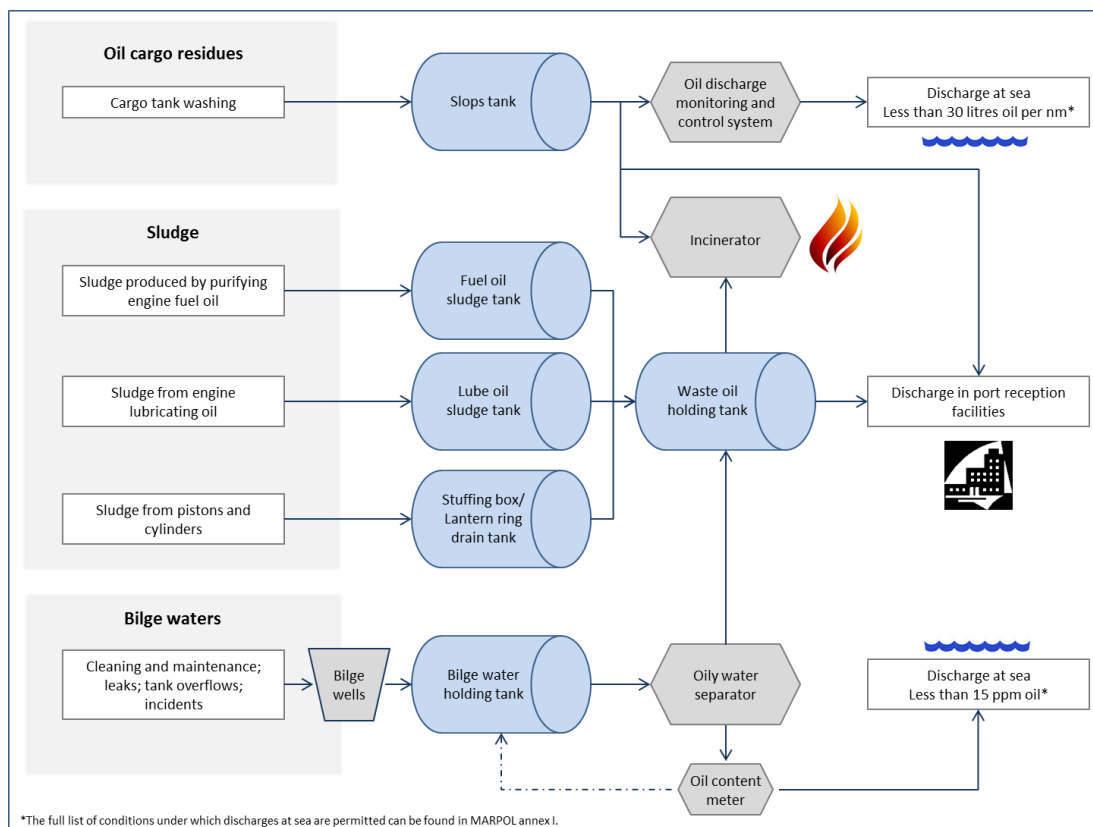 Oil cargo residues
Cargo tank washing
Slops tank
Oil discharge
monitoring and
control system
Discharge at sea
Less than 30 litres oil per nm*
Incinerator
Sludge
Sludge produced by purifying
engine fuel oil
Fuel oil
sludge tank
Sludge from engine
lubricating oil
Lube oil
sludge tank
Waste oil
holding tank
Discharge in port reception
facilities
Sludge from pistons and
cylinders
Stuffing box/
Lantern ring
drain tank
Bilge waters
Cleaning and maintenance;
leaks; tank overflows;
incidents
Bilge
wells
Bilge water
holding tank
Oily water
separator
Discharge at sea
Less than 15 ppm oil*
Oil content
meter
*The full list of conditions under which discharges at sea are permitted can be found in MARPOL annex I.